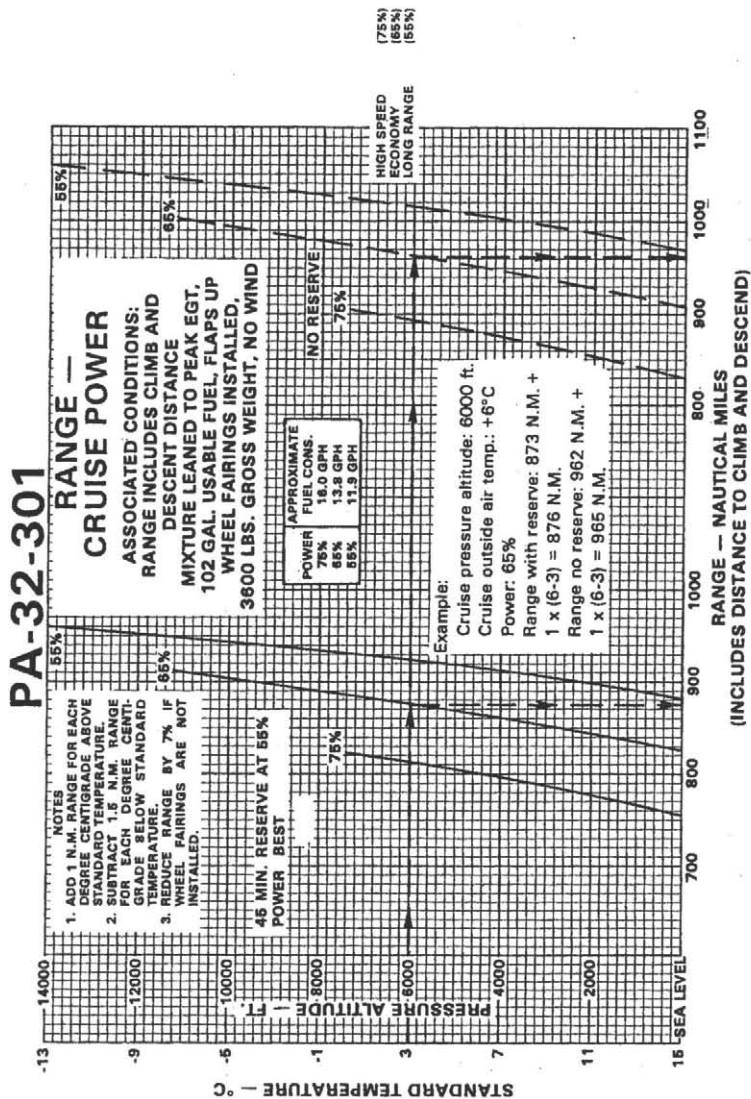 PA-32-301
RANGE —
CRUISE POWER
ASSOCIATED CONDITIONS:
RANGE INCLUDES CLIMB AND
DESCENT DISTANCE
MIXTURE LEANED TO PEAK EGT,
102 GAL. USABLE FUEL, FLAPS UP
WHEEL FAIRINGS INSTALLED,
3600 LBS. GROSS WEIGHT, NO WIND
NOTES
1. ADD 1 N.M. RANGE FOR EACH
DEGREE CENTIGRADE ABOVE
STANDARD TEMPERATURE.
2. SUBTRACT 1.5 N.M. RANGE
FOR EACH DEGREE CENTI-
GRADE BELOW STANDARD
TEMPERATURE.
3. REDUCE RANGE BY 7% IF
WHEEL FAIRINGS ARE NOT
INSTALLED.
45 MIN. RESERVE AT 55%
POWER BEST
POWER APPROXIMATE FUEL CONS.
75% 16.0 GPH
65% 13.8 GPH
55% 11.9 GPH
NO RESERVE
55%
65%
75%
55%
65%
75%
HIGH SPEED (75%)
ECONOMY (65%)
LONG RANGE (55%)
Example:
Cruise pressure altitude: 6000 ft.
Cruise outside air temp.: +6°C
Power: 65%
Range with reserve: 873 N.M. +
1 x (6-3) = 876 N.M.
Range no reserve: 962 N.M. +
1 x (6-3) = 965 N.M.
STANDARD TEMPERATURE — °C
-13
-9
-5
-1
3
7
11
15
PRESSURE ALTITUDE — FT.
14000
12000
10000
8000
6000
4000
2000
SEA LEVEL
700 800 900 1000
800 900 1000 1100
RANGE — NAUTICAL MILES
(INCLUDES DISTANCE TO CLIMB AND DESCEND)